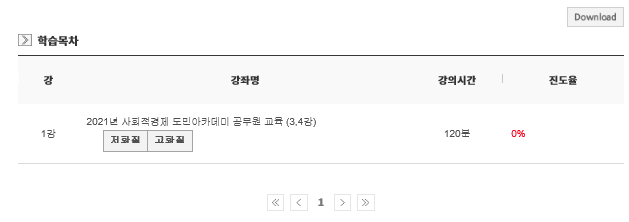 Download
학습목차
강 강좌명 강의시간 진도율
2021년 사회적경제 도민아카데미 공무원 교육 (3,4강)
1강 120분 0%
저화질 고화질
1